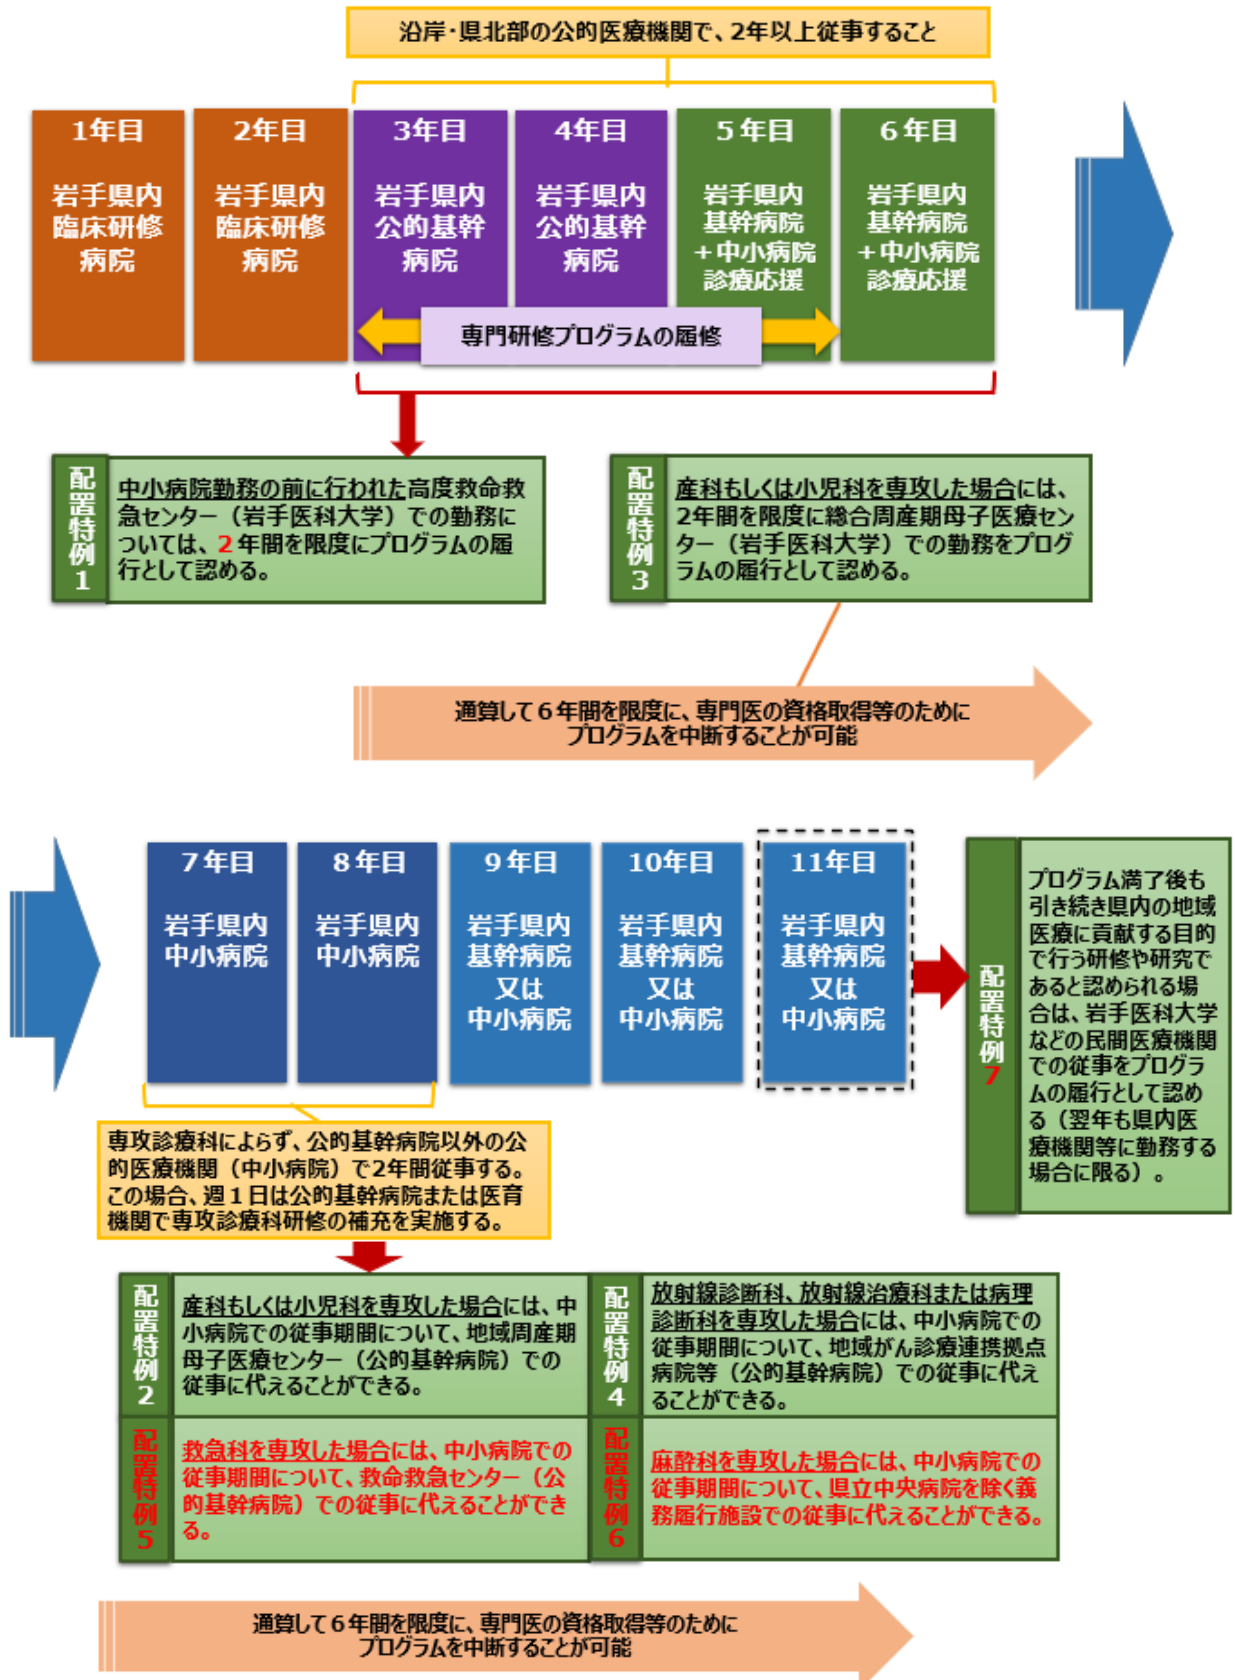 沿岸・県北部の公的医療機関で、2年以上従事すること
1年目
岩手県内
臨床研修
病院
2年目
岩手県内
臨床研修
病院
3年目
岩手県内
公的基幹
病院
4年目
岩手県内
公的基幹
病院
5年目
岩手県内
基幹病院
+中小病院
診療応援
6年目
岩手県内
基幹病院
+中小病院
診療応援
専門研修プログラムの履修
配置特例1
中小病院勤務の前に行われた高度救命救
急センター（岩手医科大学）での勤務に
ついては、2年間を限度にプログラムの履
行として認める。
配置特例3
産科もしくは小児科を専攻した場合には、
2年間を限度に総合周産期母子医療セン
ター（岩手医科大学）での勤務をプログ
ラムの履行として認める。
通算して6年間を限度に、専門医の資格取得等のために
プログラムを中断することが可能
7年目
岩手県内
中小病院
8年目
岩手県内
中小病院
9年目
岩手県内
基幹病院
又は
中小病院
10年目
岩手県内
基幹病院
又は
中小病院
11年目
岩手県内
基幹病院
又は
中小病院
配置特例7
プログラム満了後も
引き続き県内の地域
医療に貢献する目的
で行う研修や研究で
あると認められる場
合は、岩手医科大学
などの民間医療機関
での従事をプログラ
ムの履行として認め
る（翌年も県内医
療機関等に勤務する
場合に限る）。
専攻診療科によらず、公的基幹病院以外の公
的医療機関（中小病院）で2年間従事する。
この場合、週1日は公的基幹病院または医育
機関で専攻診療科研修の補充を実施する。
配置特例2
産科もしくは小児科を専攻した場合には、中
小病院での従事期間について、地域周産期
母子医療センター（公的基幹病院）での
従事に代えることができる。
配置特例4
放射線診断科、放射線治療科または病理
診断科を専攻した場合には、中小病院での
従事期間について、地域がん診療連携拠点
病院等（公的基幹病院）での従事に代え
ることができる。
配置特例5
救急科を専攻した場合には、中小病院での
従事期間について、救命救急センター（公
的基幹病院）での従事に代えることができ
る。
配置特例6
麻酔科を専攻した場合には、中小病院での
従事期間について、県立中央病院を除く義
務履行施設での従事に代えることができる。
通算して6年間を限度に、専門医の資格取得等のために
プログラムを中断することが可能